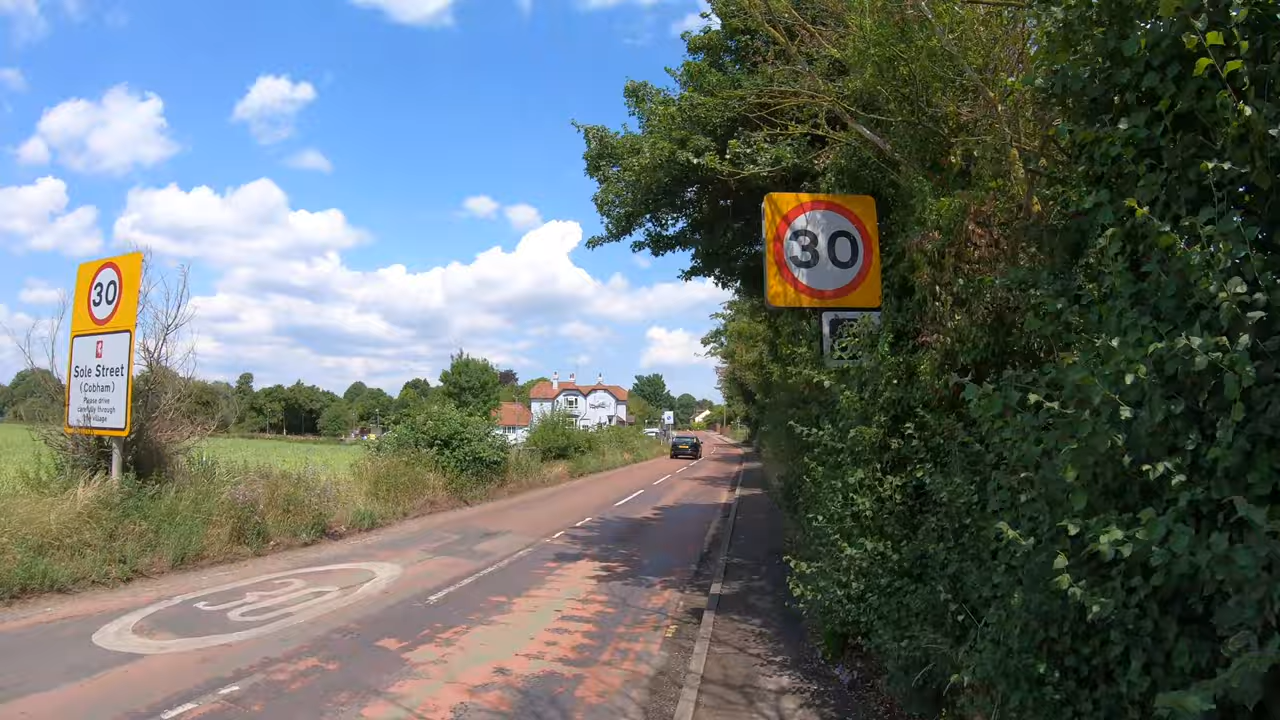 30
Sole Street
(Cobham)
Please drive
carefully through
the village
30
30